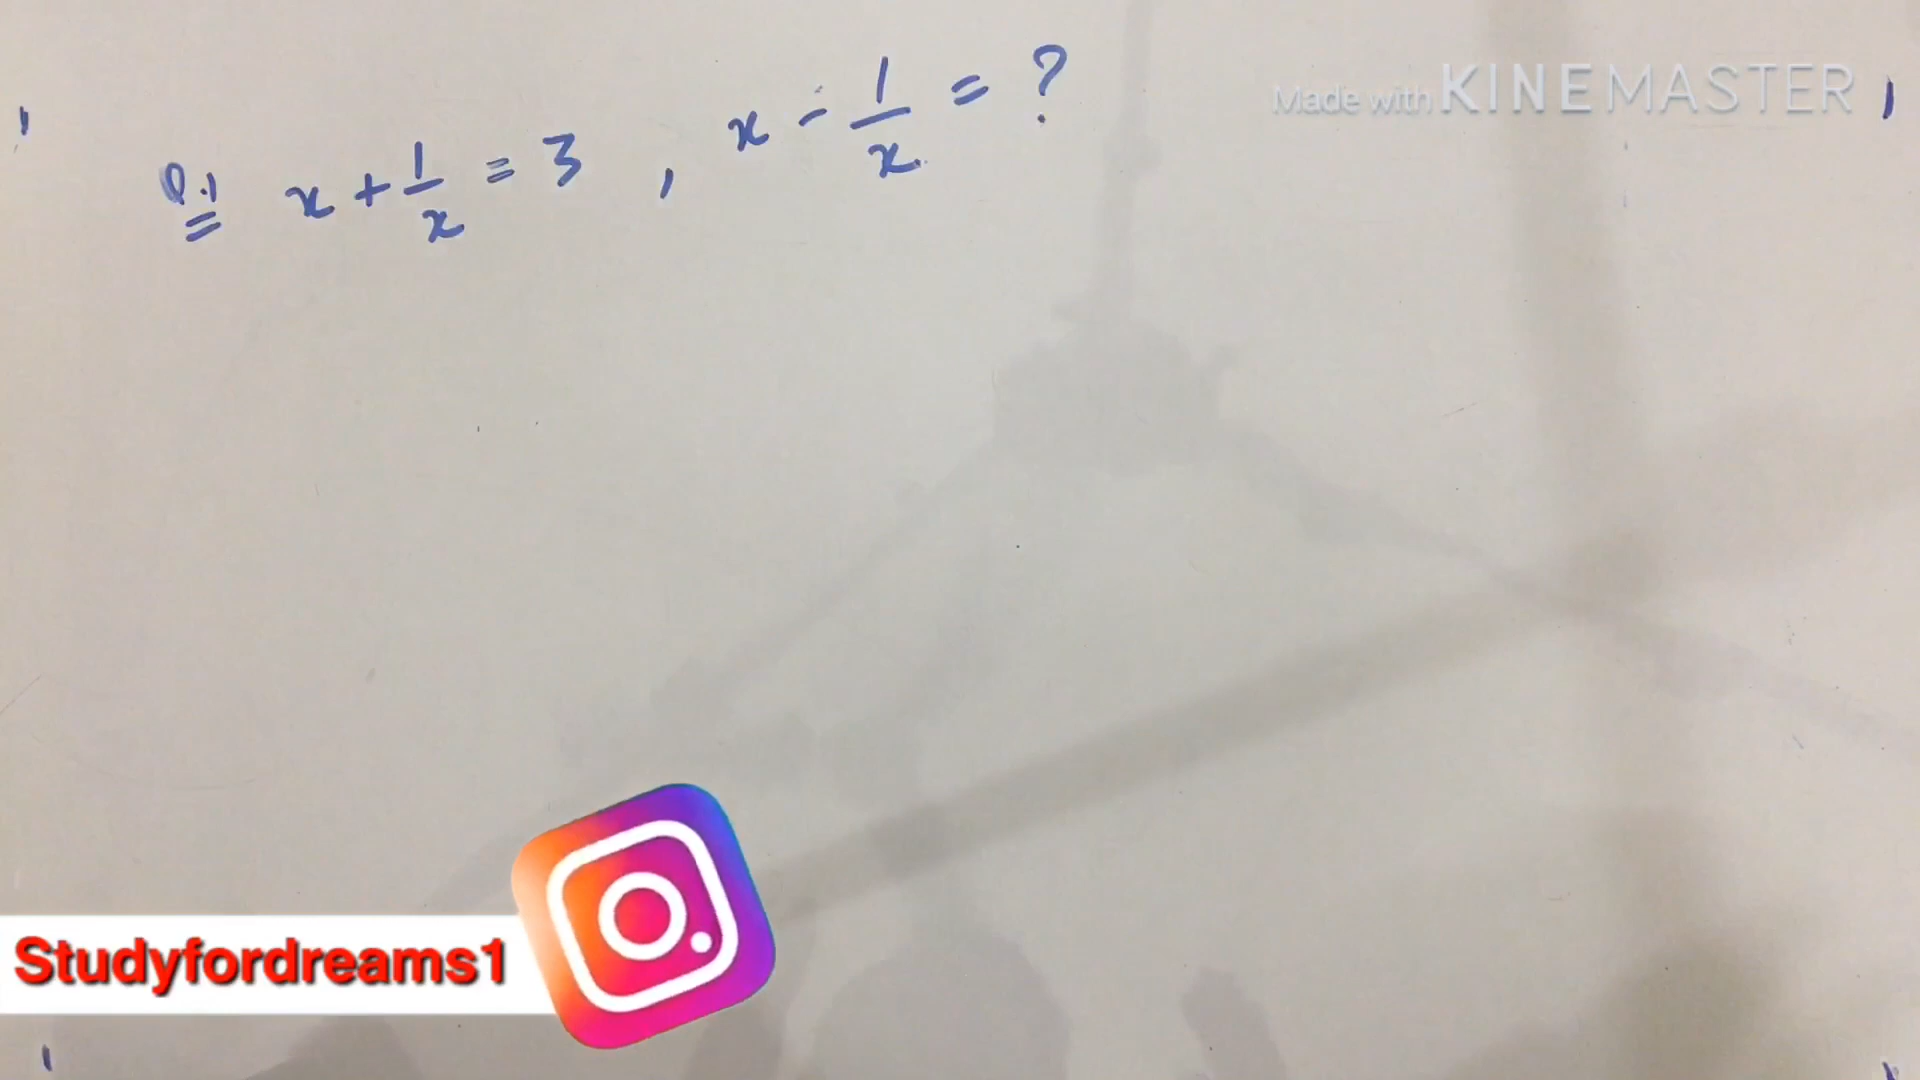 Made with KINEMASTER
Q.1 x + 1/x = 3 , x - 1/x = ?
Studyfordreams1